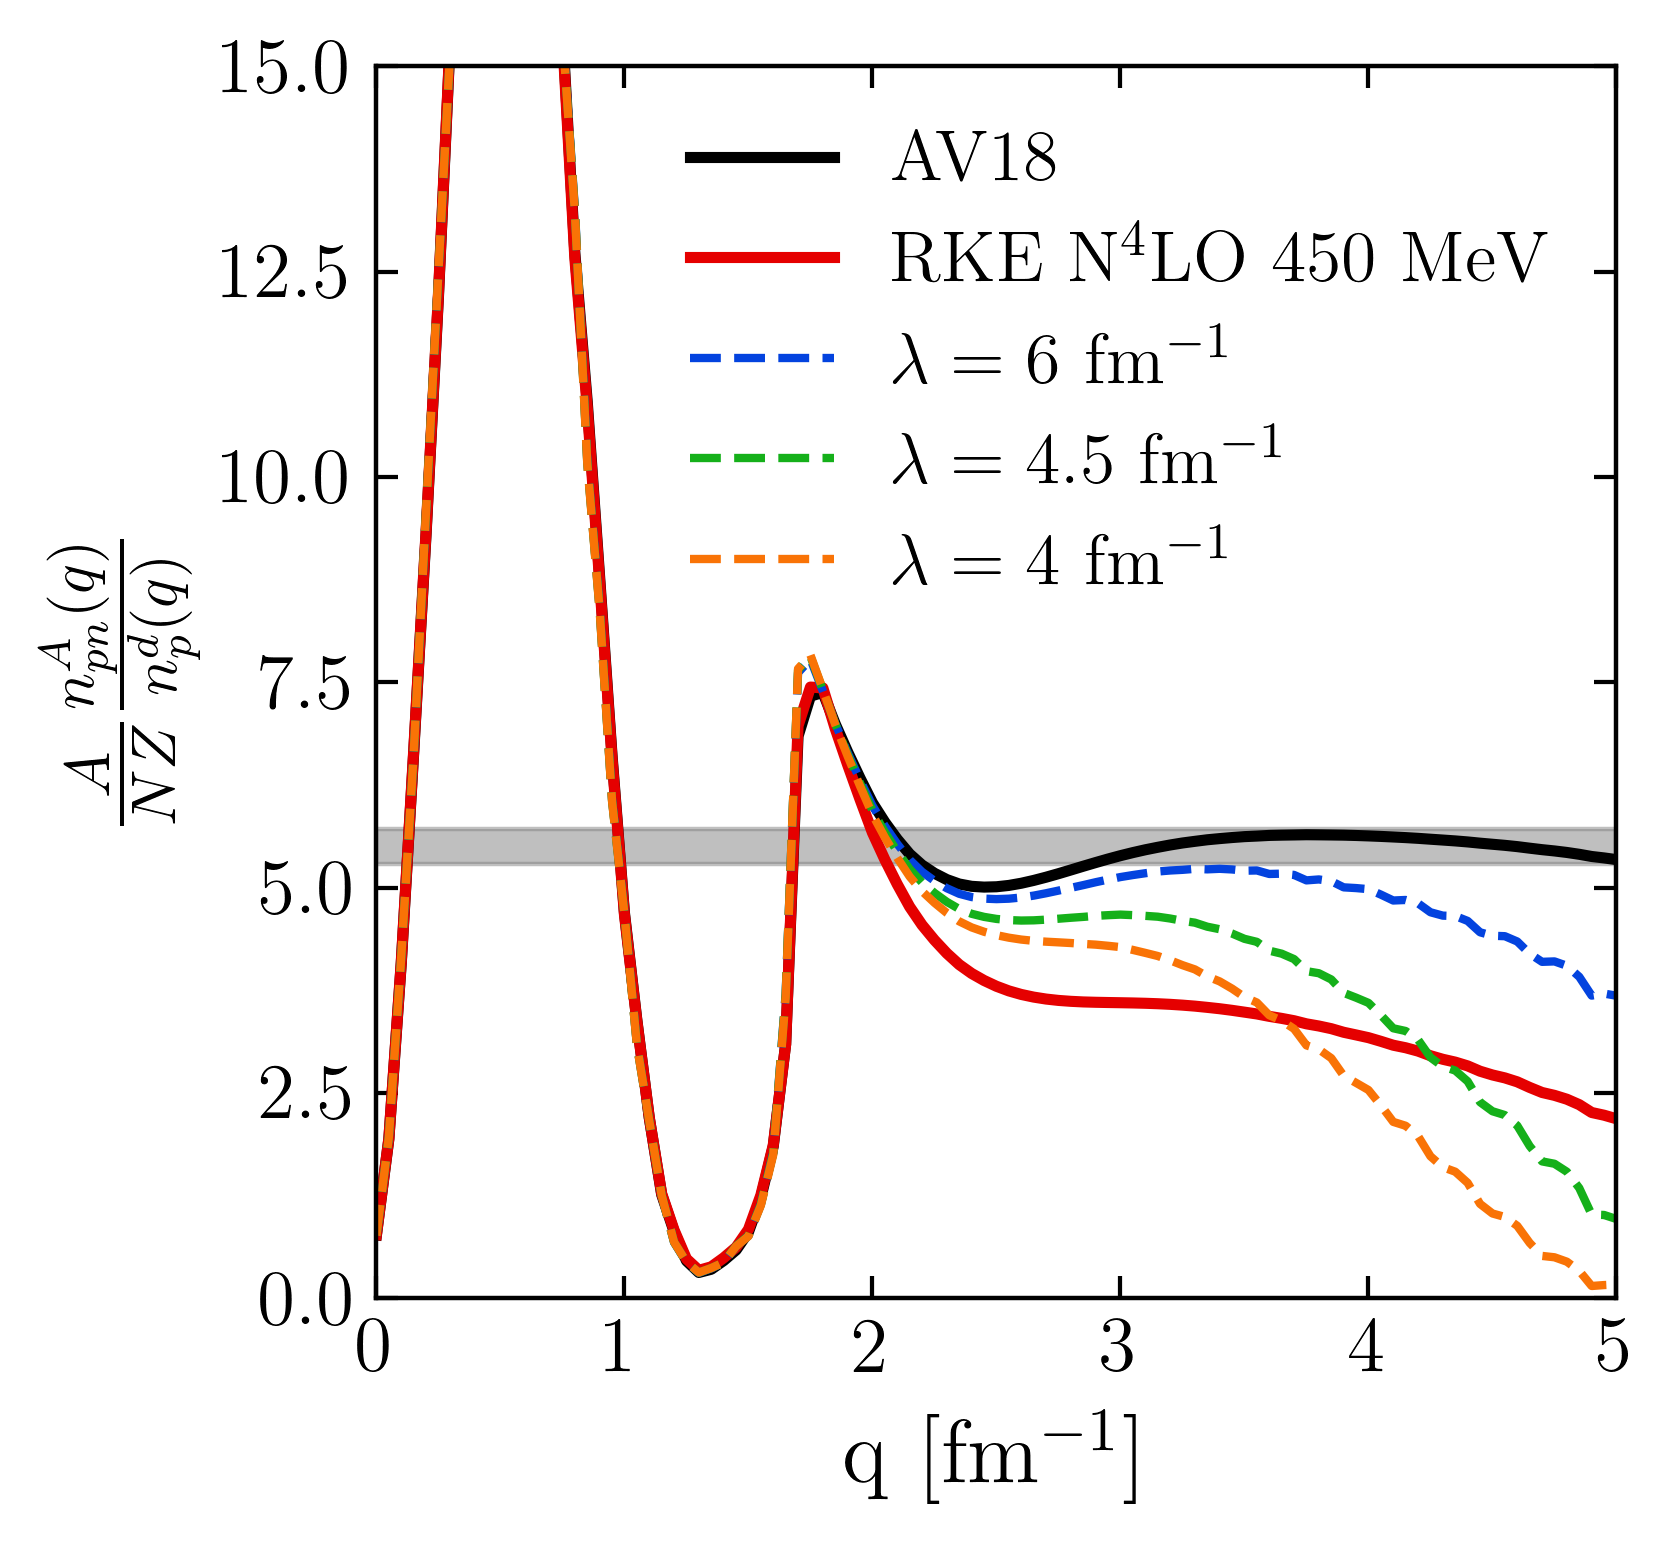 15.0
12.5
10.0
7.5
5.0
2.5
0.0
0 1 2 3 4 5
q [fm⁻¹]
A/NZ n^A_pn(q)/n^d_p(q)
AV18
RKE N⁴LO 450 MeV
λ = 6 fm⁻¹
λ = 4.5 fm⁻¹
λ = 4 fm⁻¹